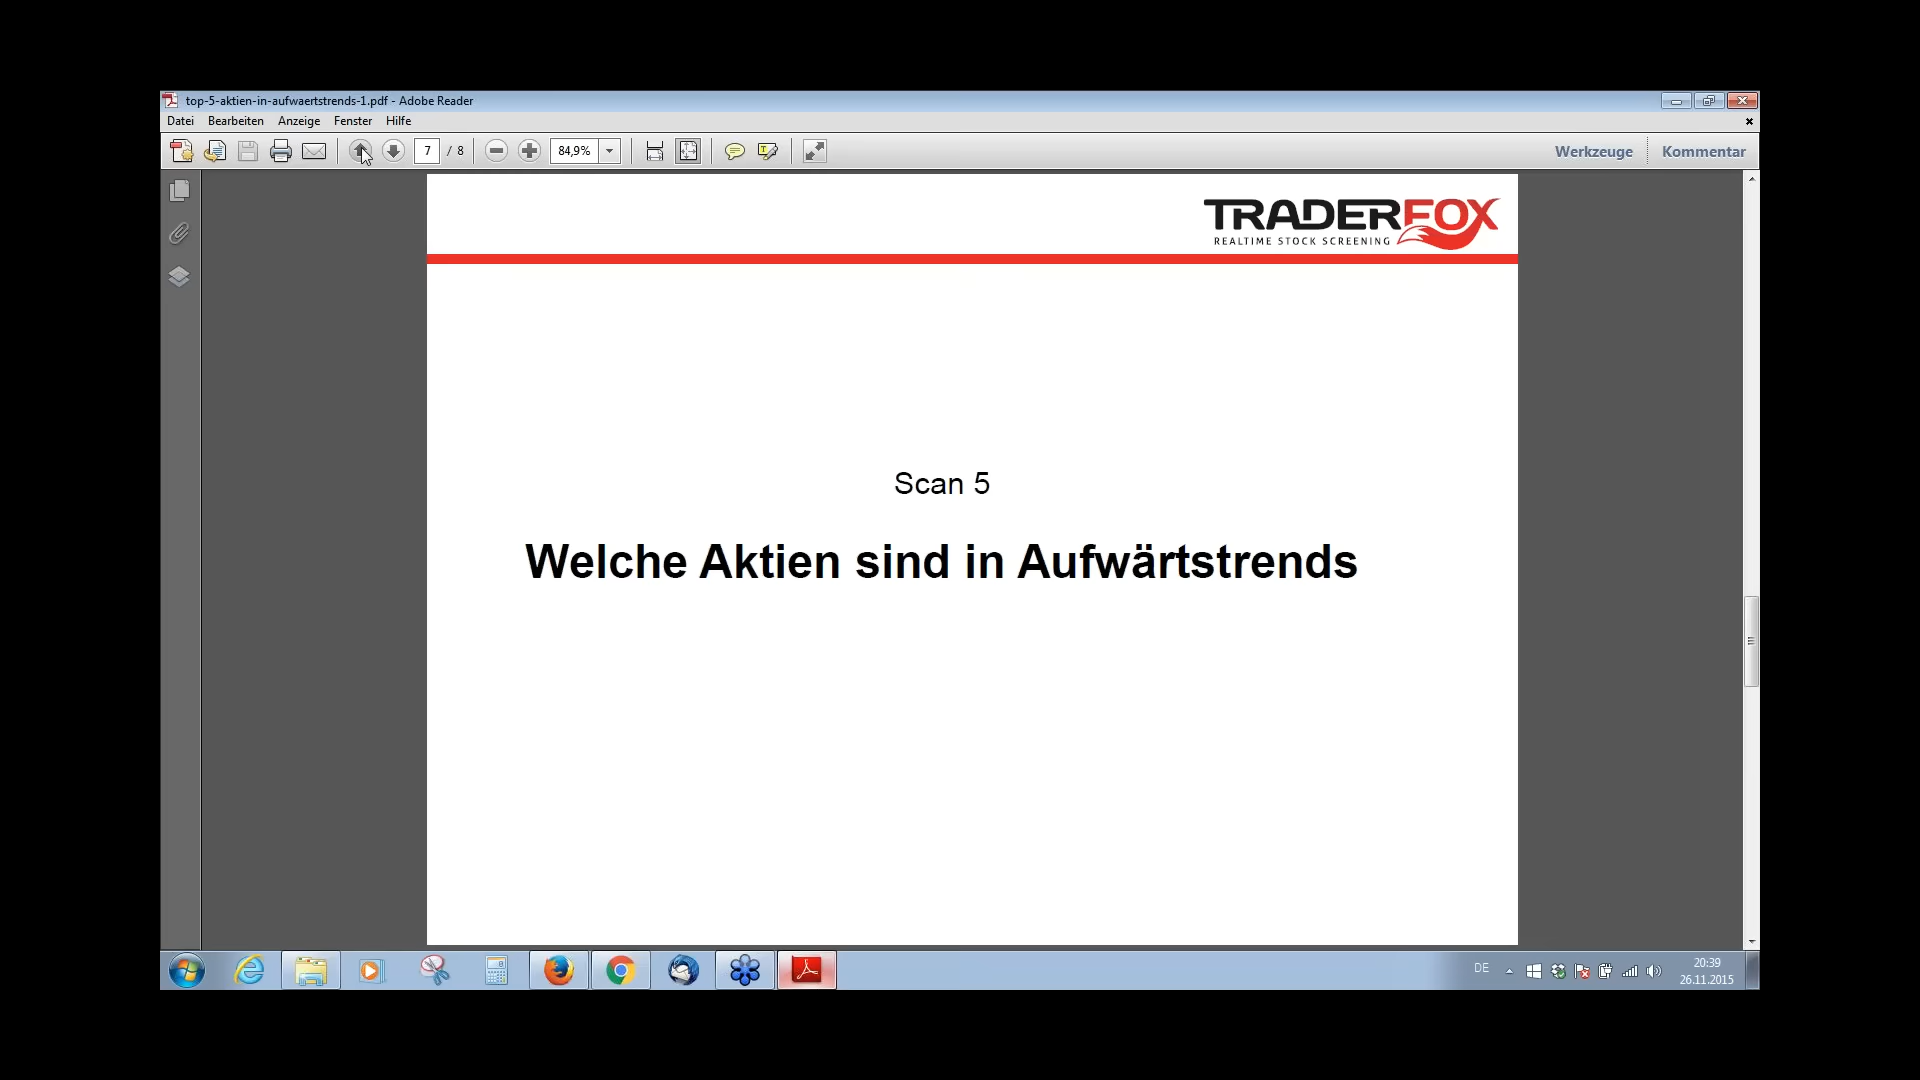 top-5-aktien-in-aufwaertstrends-1.pdf - Adobe Reader
Datei Bearbeiten Anzeige Fenster Hilfe
7 / 8 84,9% Werkzeuge Kommentar
TRADERFOX
REALTIME STOCK SCREENING
Scan 5
Welche Aktien sind in Aufwärtstrends
DE 20:39
26.11.2015